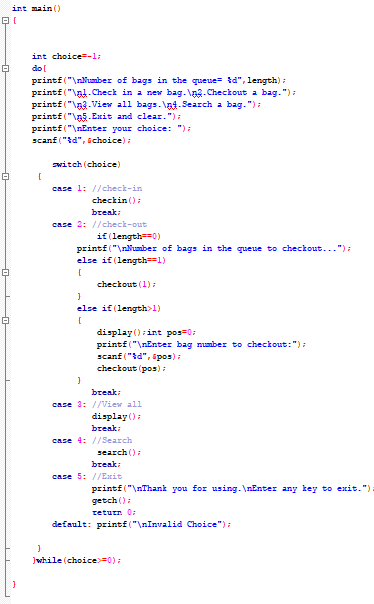 int main()
{
int choice=-1;
do{
printf("\nNumber of bags in the queue= %d",length);
printf("\n1.Check in a new bag.\n2.Checkout a bag.");
printf("\n3.View all bags.\n4.Search a bag.");
printf("\n5.Exit and clear.");
printf("\nEnter your choice: ");
scanf("%d",&choice);
switch(choice)
{
case 1: //check-in
checkin();
break;
case 2: //check-out
if(length==0)
printf("\nNumber of bags in the queue to checkout...");
else if(length==1)
{
checkout(1);
}
else if(length>1)
{
display();int pos=0;
printf("\nEnter bag number to checkout:");
scanf("%d",&pos);
checkout(pos);
}
break;
case 3: //View all
display();
break;
case 4: //Search
search();
break;
case 5: //Exit
printf("\nThank you for using.\nEnter any key to exit.");
getch();
return 0;
default: printf("\nInvalid Choice");
}
}while(choice>=0);
}